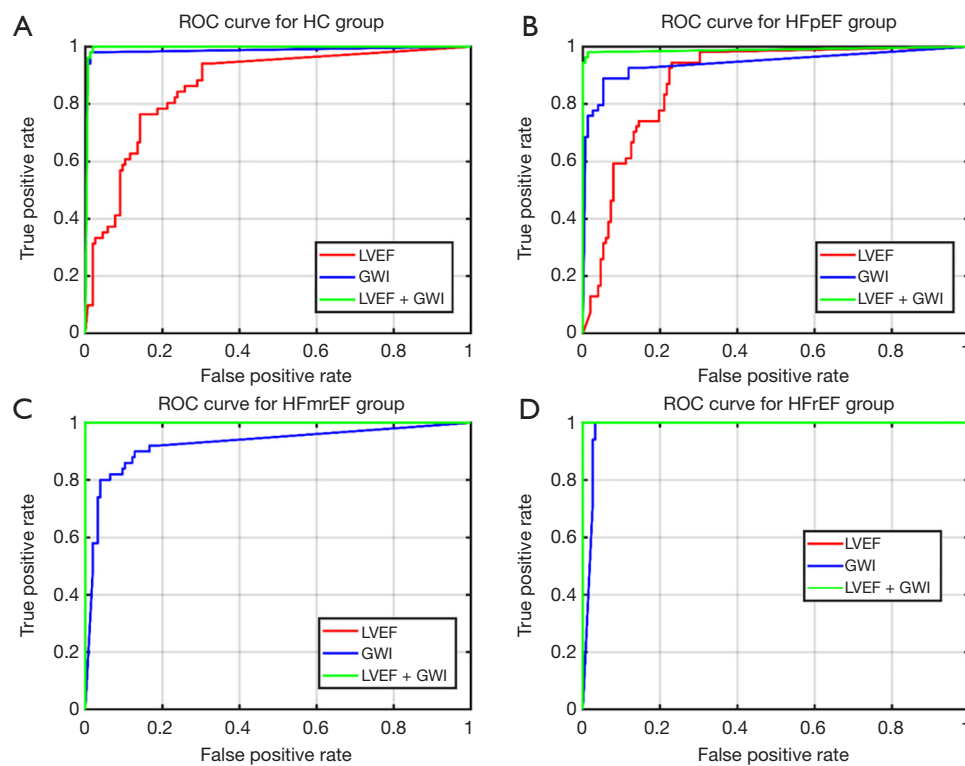 A
ROC curve for HC group
1
0.8
0.6
0.4
0.2
0
True positive rate
LVEF
GWI
LVEF + GWI
0 0.2 0.4 0.6 0.8 1
False positive rate
B
ROC curve for HFpEF group
1
0.8
0.6
0.4
0.2
0
True positive rate
LVEF
GWI
LVEF + GWI
0 0.2 0.4 0.6 0.8 1
False positive rate
C
ROC curve for HFmrEF group
1
0.8
0.6
0.4
0.2
0
True positive rate
LVEF
GWI
LVEF + GWI
0 0.2 0.4 0.6 0.8 1
False positive rate
D
ROC curve for HFrEF group
1
0.8
0.6
0.4
0.2
0
True positive rate
LVEF
GWI
LVEF + GWI
0 0.2 0.4 0.6 0.8 1
False positive rate